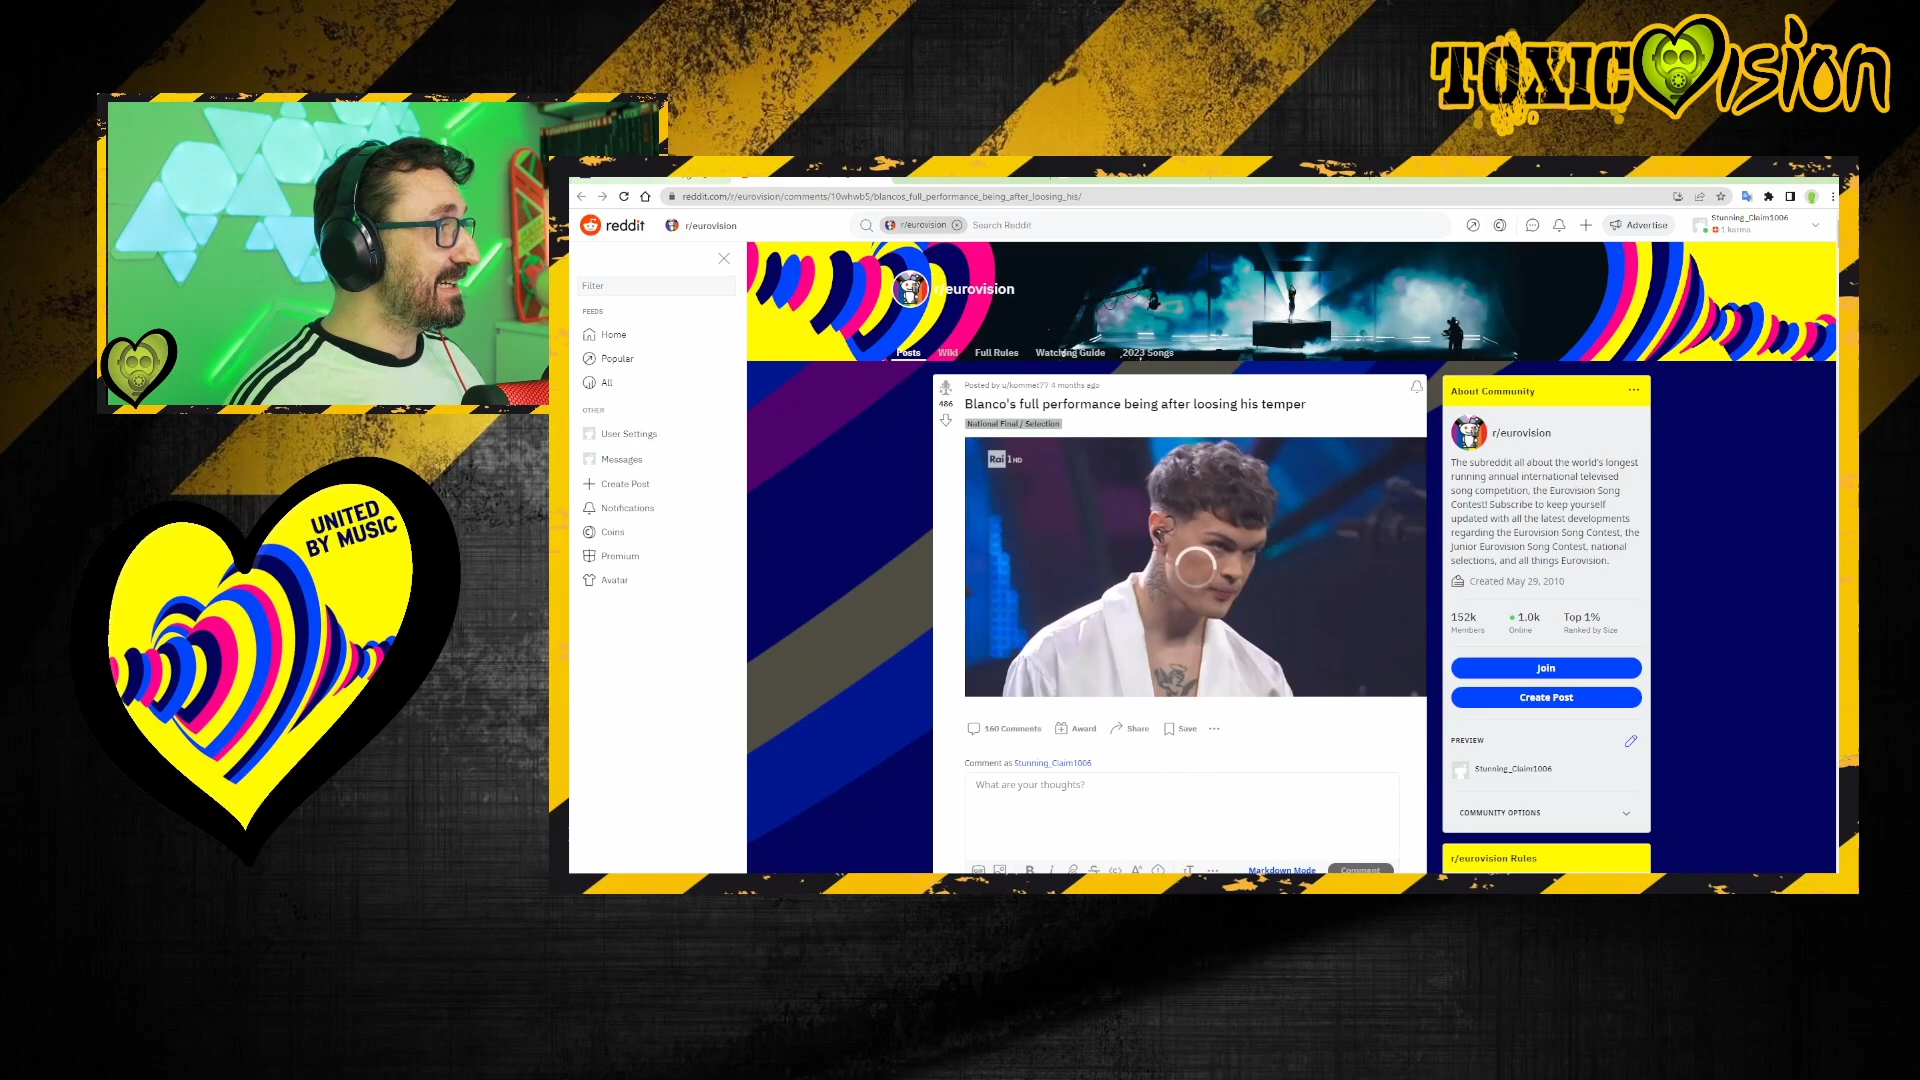 TOXICVISION
reddit.com/r/eurovision/comments/10whwb5/blancos_full_performance_being_after_loosing_his/
reddit
r/eurovision
r/eurovision
Search Reddit
Advertise
Stunning_Claim1006
1 karma
Filter
FEEDS
Home
Popular
All
OTHER
User Settings
Messages
Create Post
Notifications
Coins
Premium
Avatar
r/eurovision
Posts
Wiki
Full Rules
Watching Guide
2023 Songs
486
Posted by u/kommet77 4 months ago
Blanco's full performance being after loosing his temper
National Final / Selection
Rai 1 HD
160 Comments
Award
Share
Save
Comment as Stunning_Claim1006
What are your thoughts?
Markdown Mode
Comment
About Community
r/eurovision
The subreddit all about the world's longest
running annual international televised
song competition, the Eurovision Song
Contest! Subscribe to keep yourself
updated with all the latest developments
regarding the Eurovision Song Contest, the
Junior Eurovision Song Contest, national
selections, and all things Eurovision.
Created May 29, 2010
152k
Members
1.0k
Online
Top 1%
Ranked by Size
Join
Create Post
PREVIEW
Stunning_Claim1006
COMMUNITY OPTIONS
r/eurovision Rules
UNITED
BY MUSIC